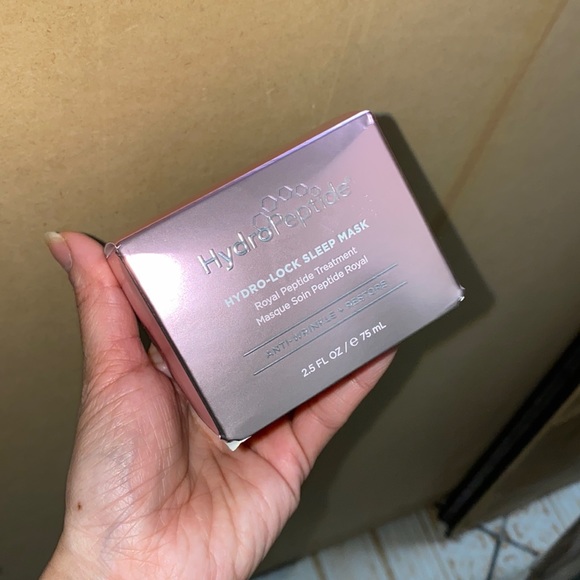 HydroPeptide®
HYDRO-LOCK SLEEP MASK
Royal Peptide Treatment
Masque Soin Peptide Royal
ANTI-WRINKLE + RESTORE
2.5 FL OZ / ℮ 75 mL